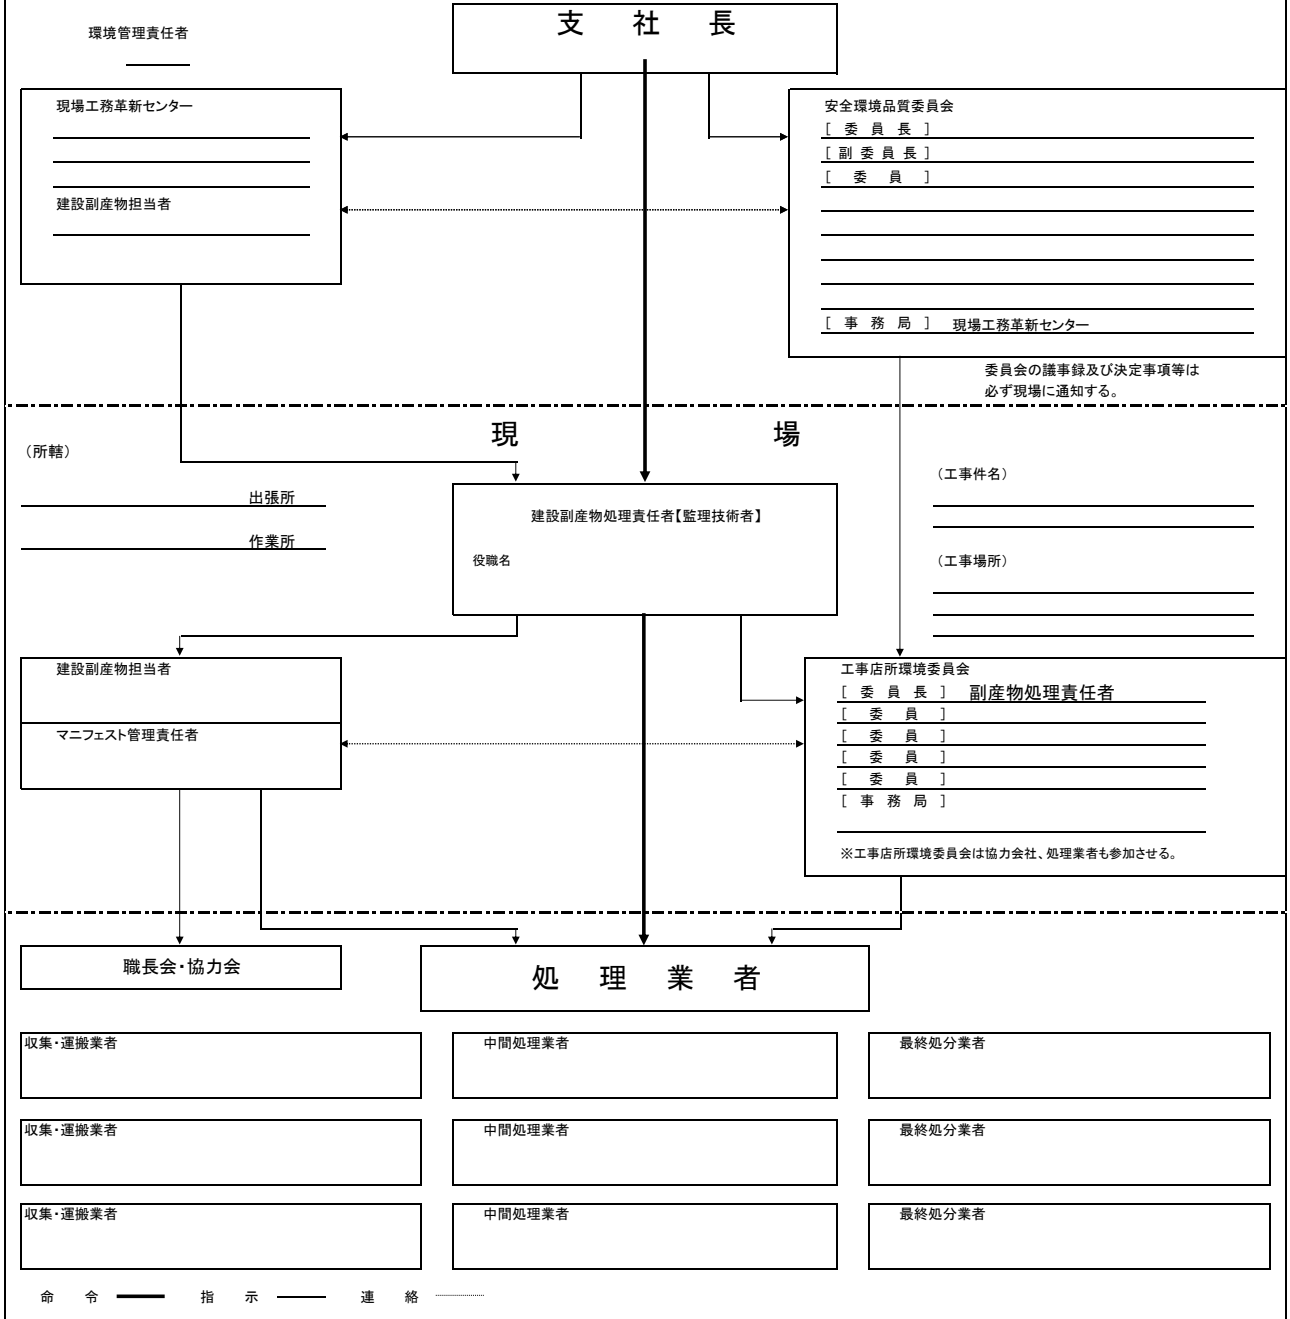 支 社 長
環境管理責任者
現場工務革新センター
建設副産物担当者
安全環境品質委員会
[ 委 員 長 ]
[ 副 委 員 長 ]
[ 委 員 ]
[ 事 務 局 ] 現場工務革新センター
委員会の議事録及び決定事項等は
必ず現場に通知する。
現 場
（所轄）
出張所
作業所
建設副産物処理責任者【監理技術者】
役職名
（工事件名）
（工事場所）
建設副産物担当者
マニフェスト管理責任者
工事店所環境委員会
[ 委 員 長 ] 副産物処理責任者
[ 委 員 ]
[ 委 員 ]
[ 委 員 ]
[ 委 員 ]
[ 事 務 局 ]
※工事店所環境委員会は協力会社、処理業者も参加させる。
職長会・協力会
処 理 業 者
収集・運搬業者 中間処理業者 最終処分業者
収集・運搬業者 中間処理業者 最終処分業者
収集・運搬業者 中間処理業者 最終処分業者
命 令 指 示 連 絡